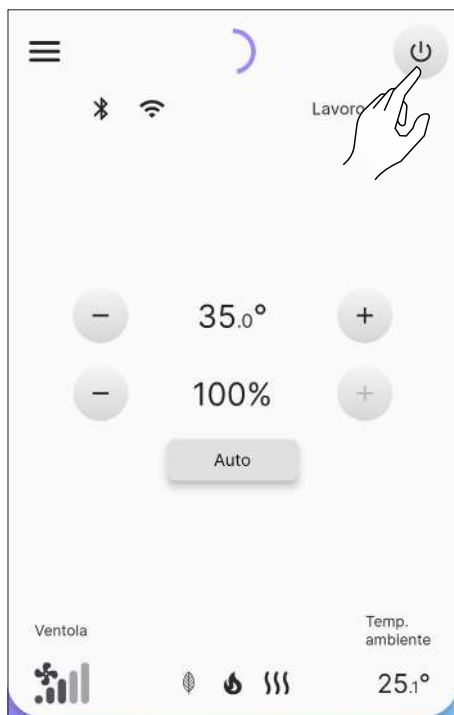 Lavoro
35.0°
100%
Auto
Ventola
Temp.
ambiente
25.1°